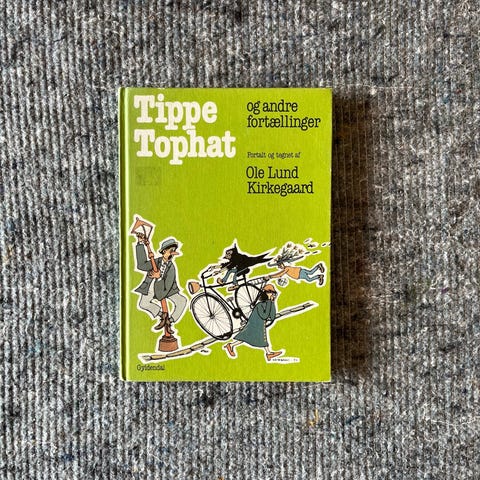 Tippe
Tophat
og andre
fortællinger
Fortalt og tegnet af
Ole Lund
Kirkegaard
Gyldendal